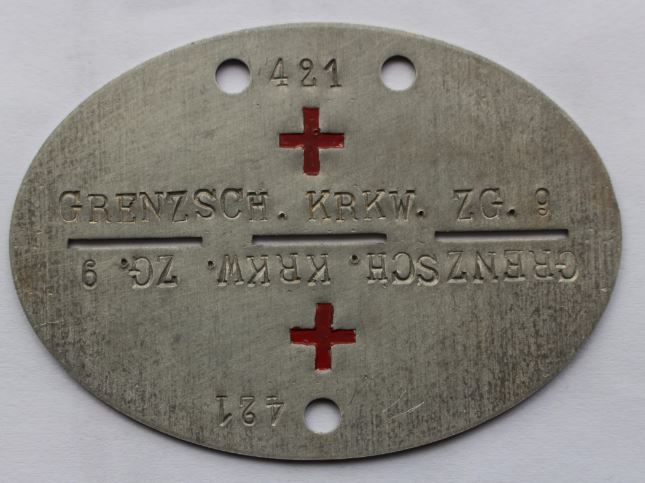 421
GRENZSCH. KRKW. ZG. 9
GRENZSCH. KRKW. ZG. 9
421